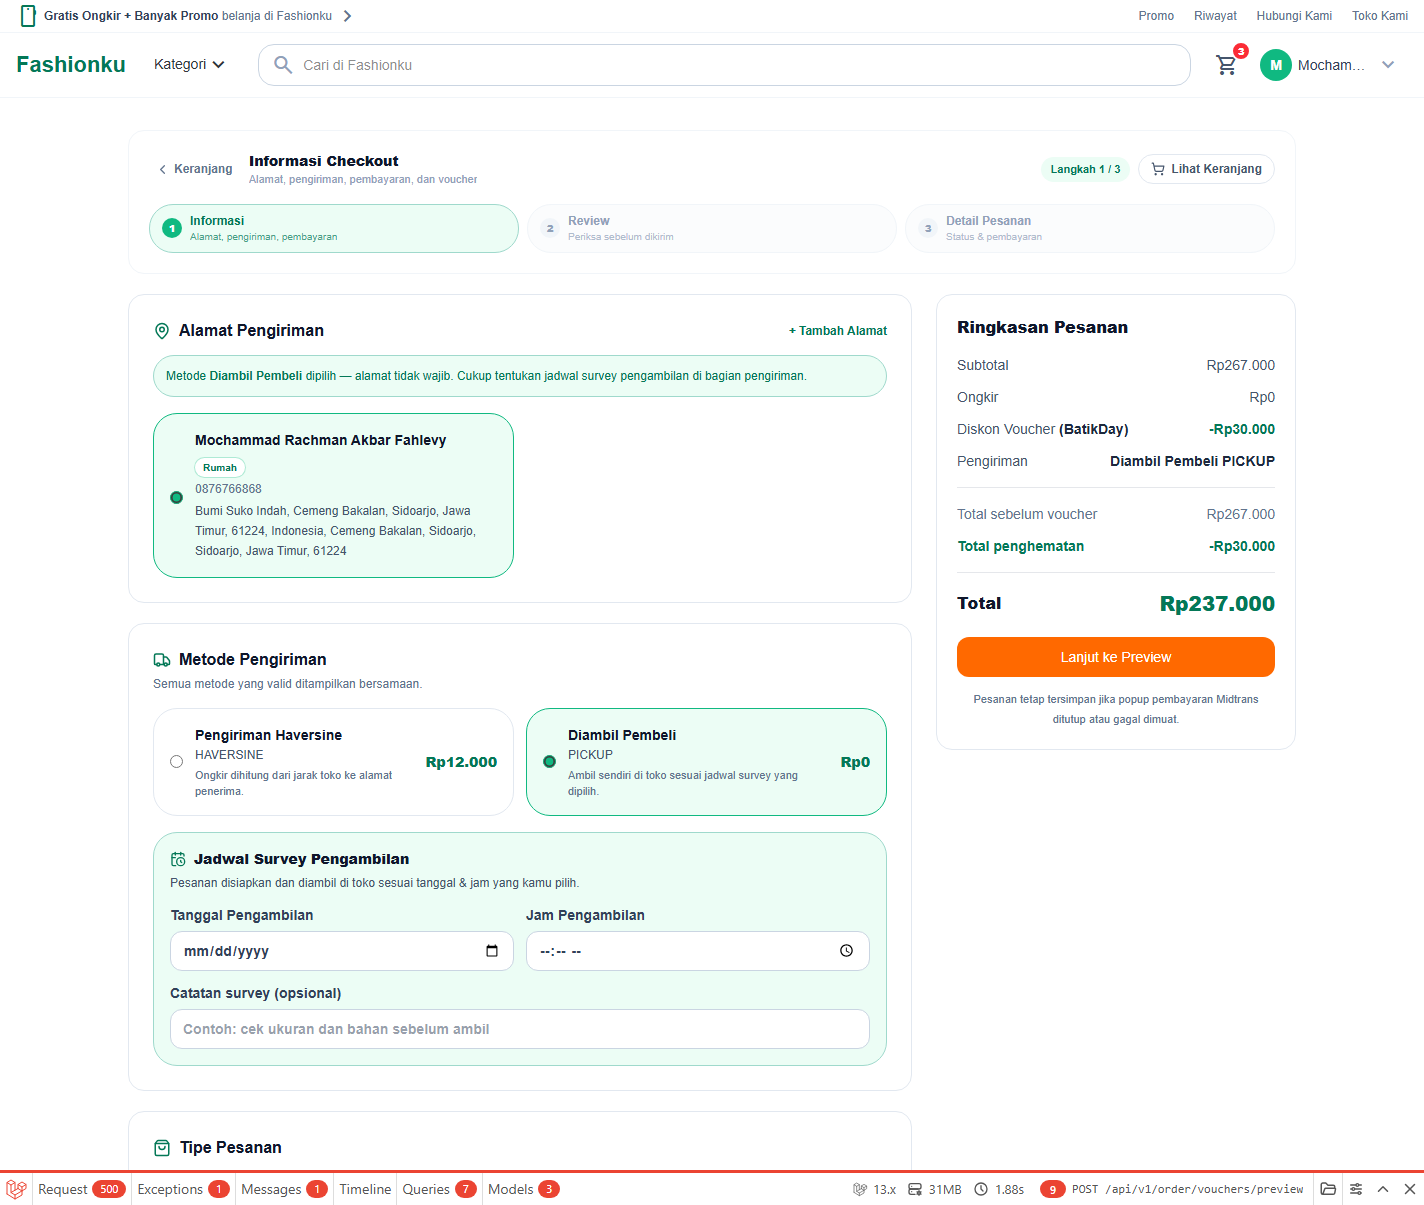 Gratis Ongkir + Banyak Promo belanja di Fashionku
Promo Riwayat Hubungi Kami Toko Kami
Fashionku Kategori Cari di Fashionku 3 M Mocham...
Keranjang
Informasi Checkout
Alamat, pengiriman, pembayaran, dan voucher
Langkah 1 / 3 Lihat Keranjang
1 Informasi
Alamat, pengiriman, pembayaran
2 Review
Periksa sebelum dikirim
3 Detail Pesanan
Status & pembayaran
Alamat Pengiriman + Tambah Alamat
Metode Diambil Pembeli dipilih — alamat tidak wajib. Cukup tentukan jadwal survey pengambilan di bagian pengiriman.
Mochammad Rachman Akbar Fahlevy
Rumah
0876766868
Bumi Suko Indah, Cemeng Bakalan, Sidoarjo, Jawa
Timur, 61224, Indonesia, Cemeng Bakalan, Sidoarjo,
Sidoarjo, Jawa Timur, 61224
Metode Pengiriman
Semua metode yang valid ditampilkan bersamaan.
Pengiriman Haversine
HAVERSINE
Ongkir dihitung dari jarak toko ke alamat
penerima.
Rp12.000
Diambil Pembeli
PICKUP
Ambil sendiri di toko sesuai jadwal survey yang
dipilih.
Rp0
Jadwal Survey Pengambilan
Pesanan disiapkan dan diambil di toko sesuai tanggal & jam yang kamu pilih.
Tanggal Pengambilan Jam Pengambilan
mm/dd/yyyy --:-- --
Catatan survey (opsional)
Contoh: cek ukuran dan bahan sebelum ambil
Tipe Pesanan
Ringkasan Pesanan
Subtotal Rp267.000
Ongkir Rp0
Diskon Voucher (BatikDay) -Rp30.000
Pengiriman Diambil Pembeli PICKUP
Total sebelum voucher Rp267.000
Total penghematan -Rp30.000
Total Rp237.000
Lanjut ke Preview
Pesanan tetap tersimpan jika popup pembayaran Midtrans
ditutup atau gagal dimuat.
Request 500 Exceptions 1 Messages 1 Timeline Queries 7 Models 3 13.x 31MB 1.88s 9 POST /api/v1/order/vouchers/preview